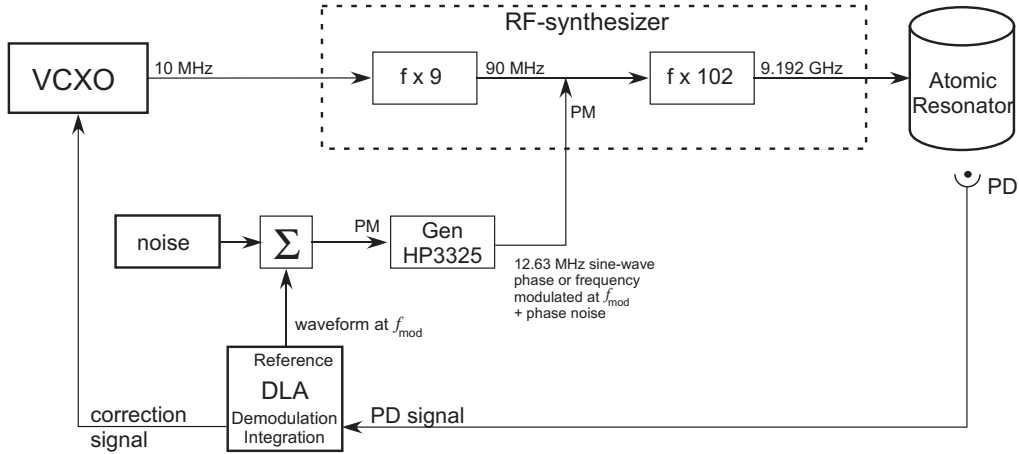 RF-synthesizer
VCXO
10 MHz
f x 9
90 MHz
f x 102
9.192 GHz
Atomic
Resonator
PM
PD
noise
Σ
PM
Gen
HP3325
12.63 MHz sine-wave
phase or frequency
modulated at fmod
+ phase noise
waveform at fmod
Reference
DLA
Demodulation
Integration
correction
signal
PD signal